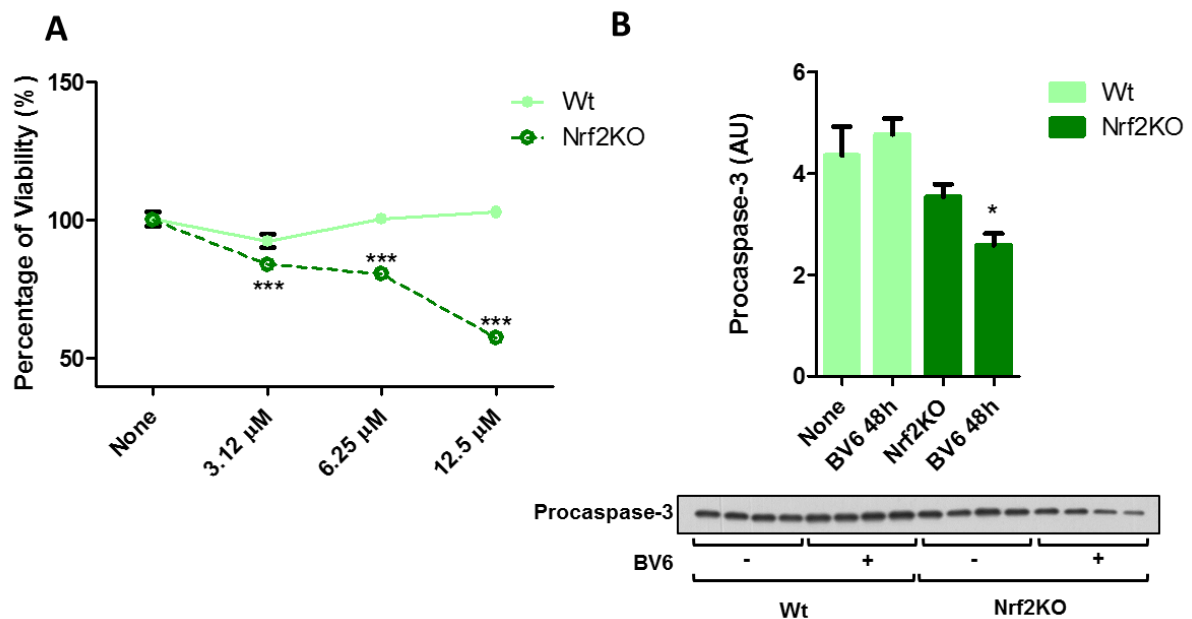 A
Percentage of Viability (%)
150
100
50
Wt
Nrf2KO
***
***
***
None
3.12 µM
6.25 µM
12.5 µM
B
Procaspase-3 (AU)
6
4
2
0
Wt
Nrf2KO
*
None
BV6 48h
Nrf2KO
BV6 48h
Procaspase-3
BV6 - + - +
Wt Nrf2KO